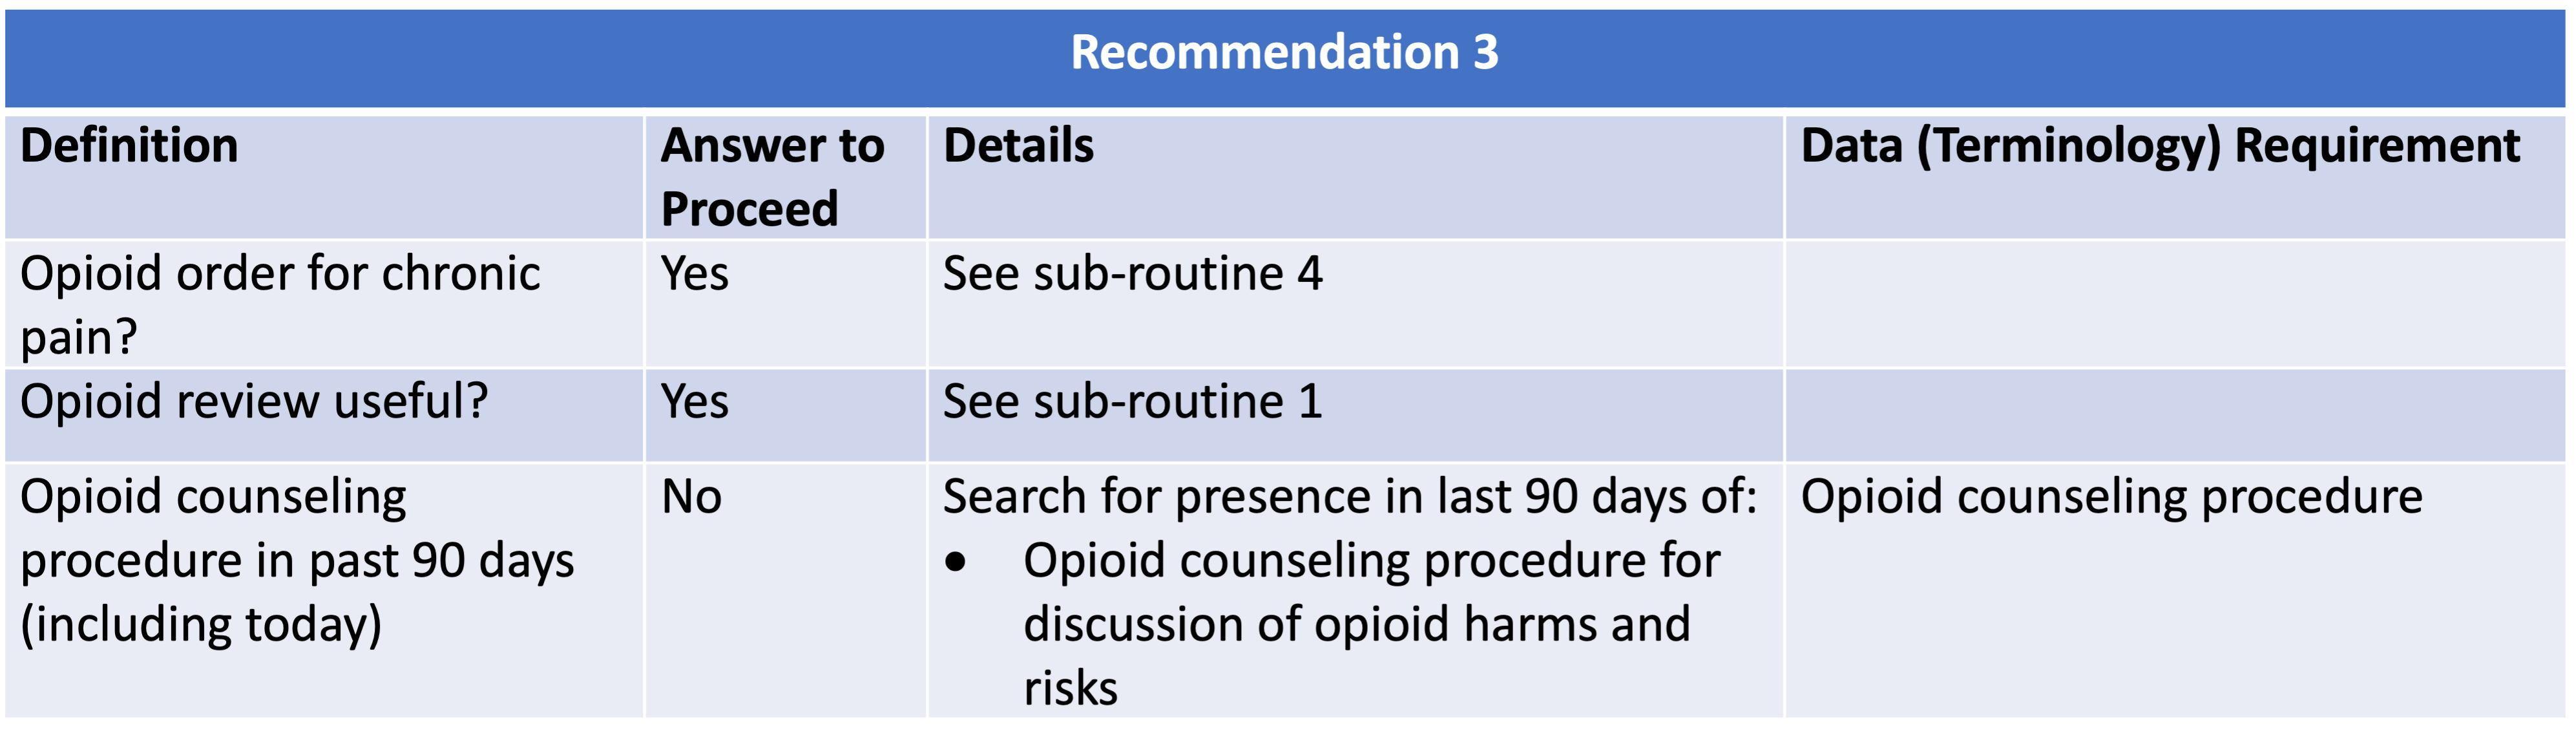 Recommendation 3
Definition
Answer to
Proceed
Details
Data (Terminology) Requirement
Opioid order for chronic
pain?
Yes
See sub-routine 4
Opioid review useful?
Yes
See sub-routine 1
Opioid counseling
procedure in past 90 days
(including today)
No
Search for presence in last 90 days of:
• Opioid counseling procedure for
discussion of opioid harms and
risks
Opioid counseling procedure